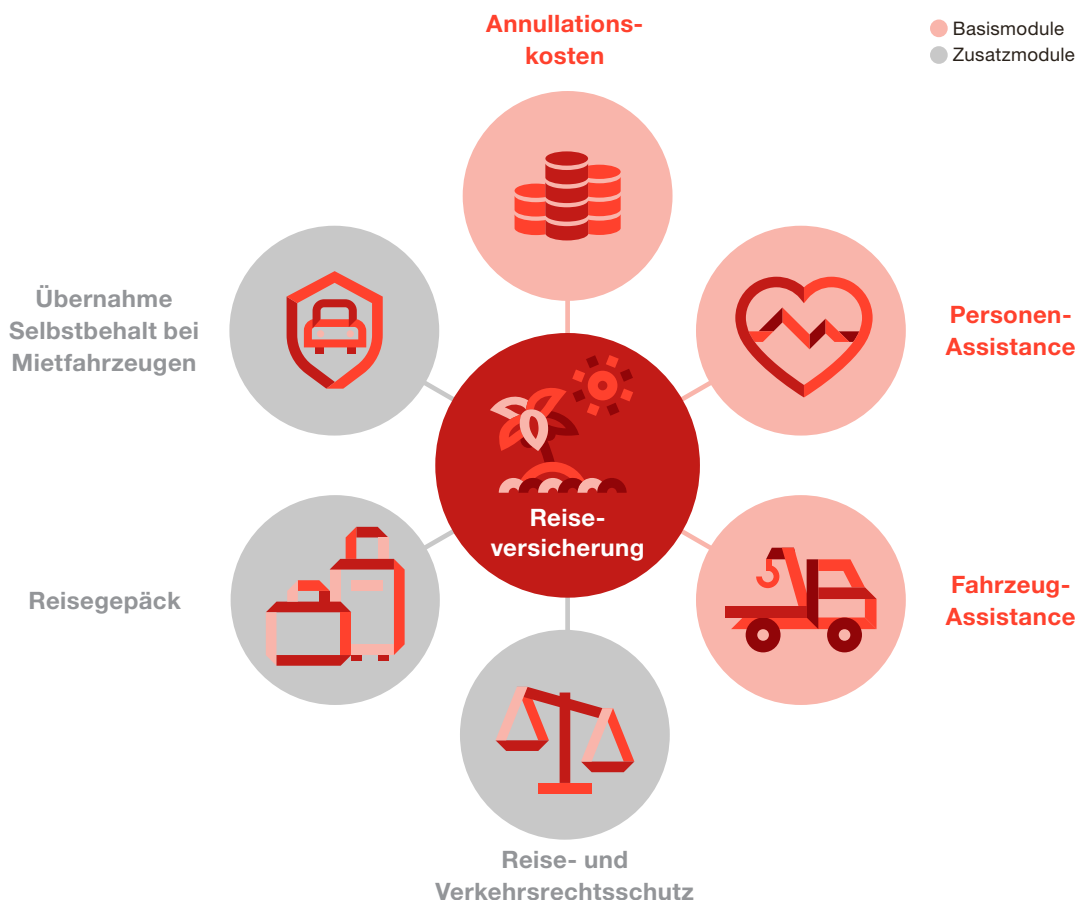 Annullations-
kosten
Basismodule
Zusatzmodule
Übernahme
Selbstbehalt bei
Mietfahrzeugen
Personen-
Assistance
Reise-
versicherung
Reisegepäck
Fahrzeug-
Assistance
Reise- und
Verkehrsrechtsschutz